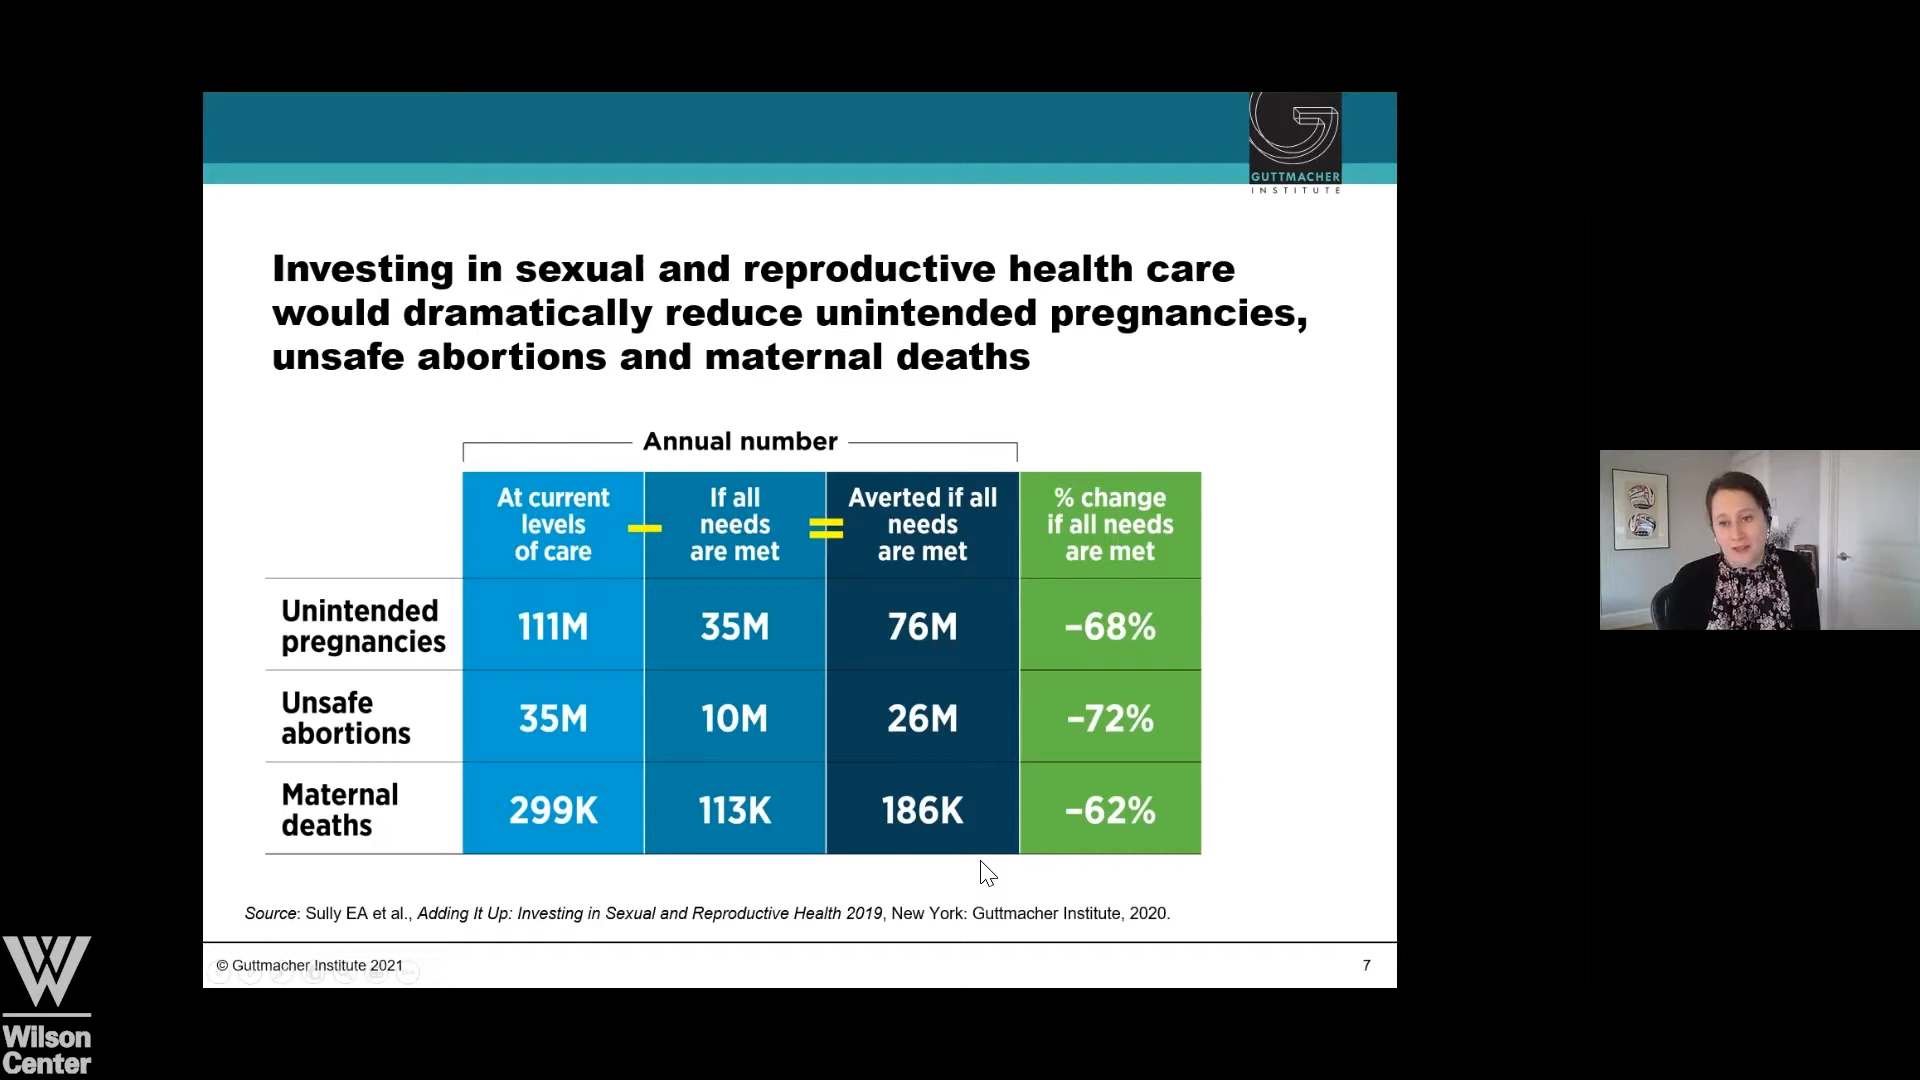 GUTTMACHER
INSTITUTE
Investing in sexual and reproductive health care
would dramatically reduce unintended pregnancies,
unsafe abortions and maternal deaths
Annual number
At current
levels
of care
−
If all
needs
are met
=
Averted if all
needs
are met
% change
if all needs
are met
Unintended
pregnancies
111M
35M
76M
–68%
Unsafe
abortions
35M
10M
26M
–72%
Maternal
deaths
299K
113K
186K
–62%
Source: Sully EA et al., Adding It Up: Investing in Sexual and Reproductive Health 2019, New York: Guttmacher Institute, 2020.
© Guttmacher Institute 2021
7
Wilson
Center